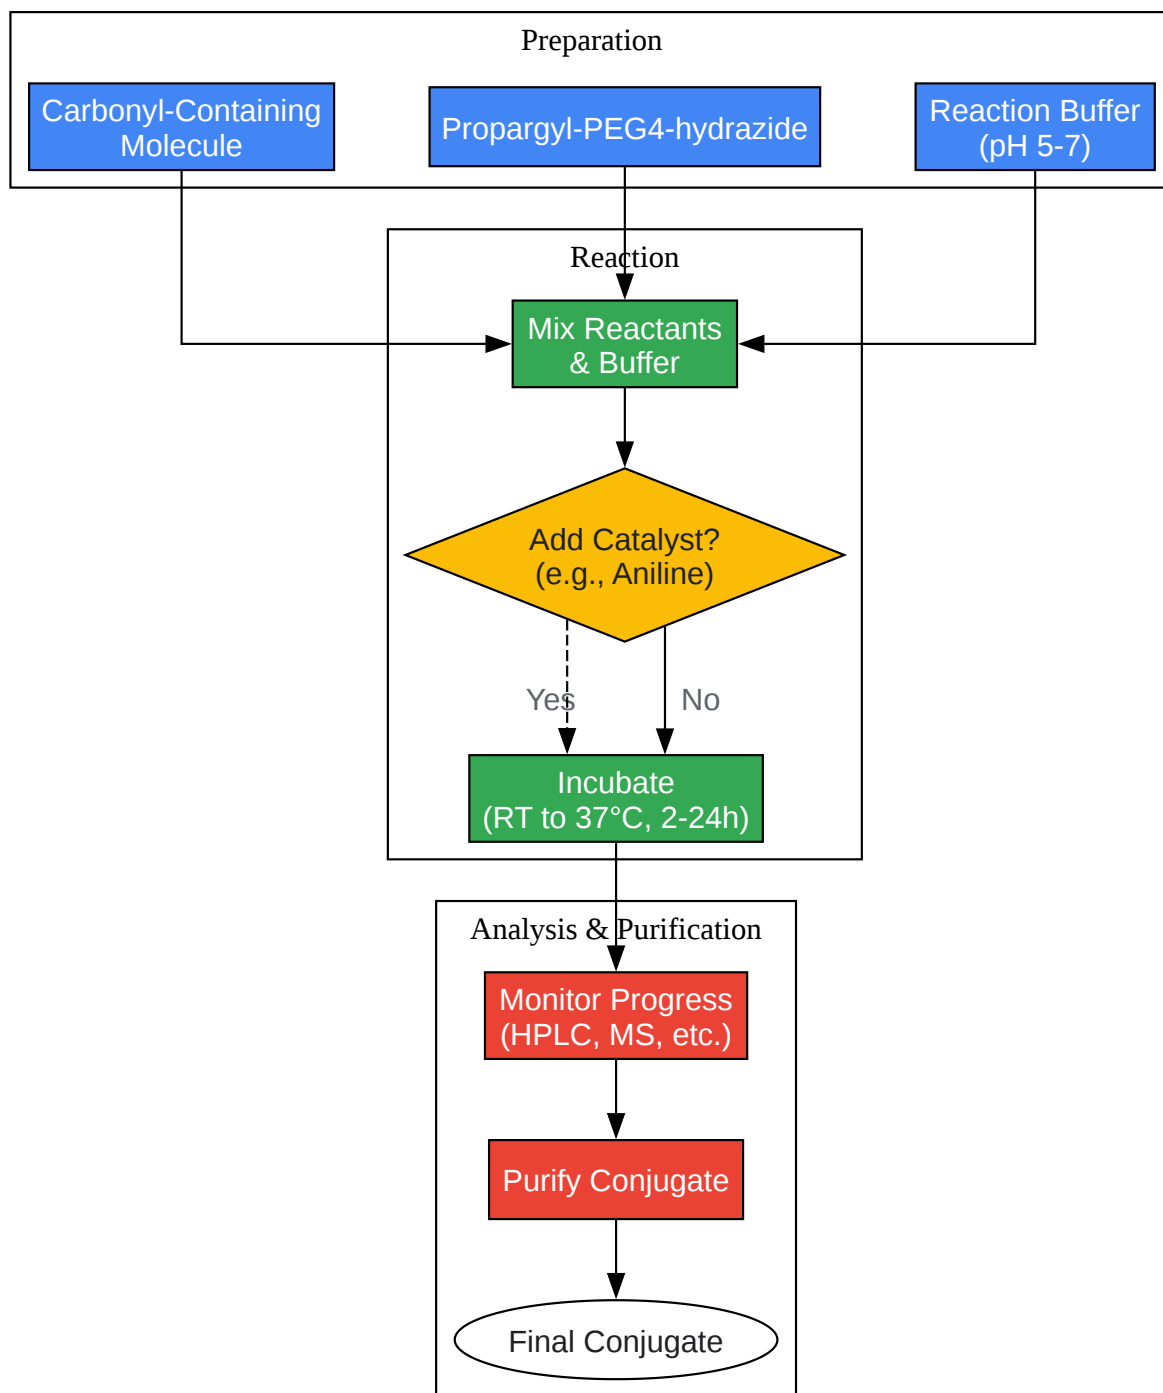 Preparation
Carbonyl-Containing
Molecule
Propargyl-PEG4-hydrazide
Reaction Buffer
(pH 5-7)
Reaction
Mix Reactants
& Buffer
Add Catalyst?
(e.g., Aniline)
Yes
No
Incubate
(RT to 37°C, 2-24h)
Analysis & Purification
Monitor Progress
(HPLC, MS, etc.)
Purify Conjugate
Final Conjugate